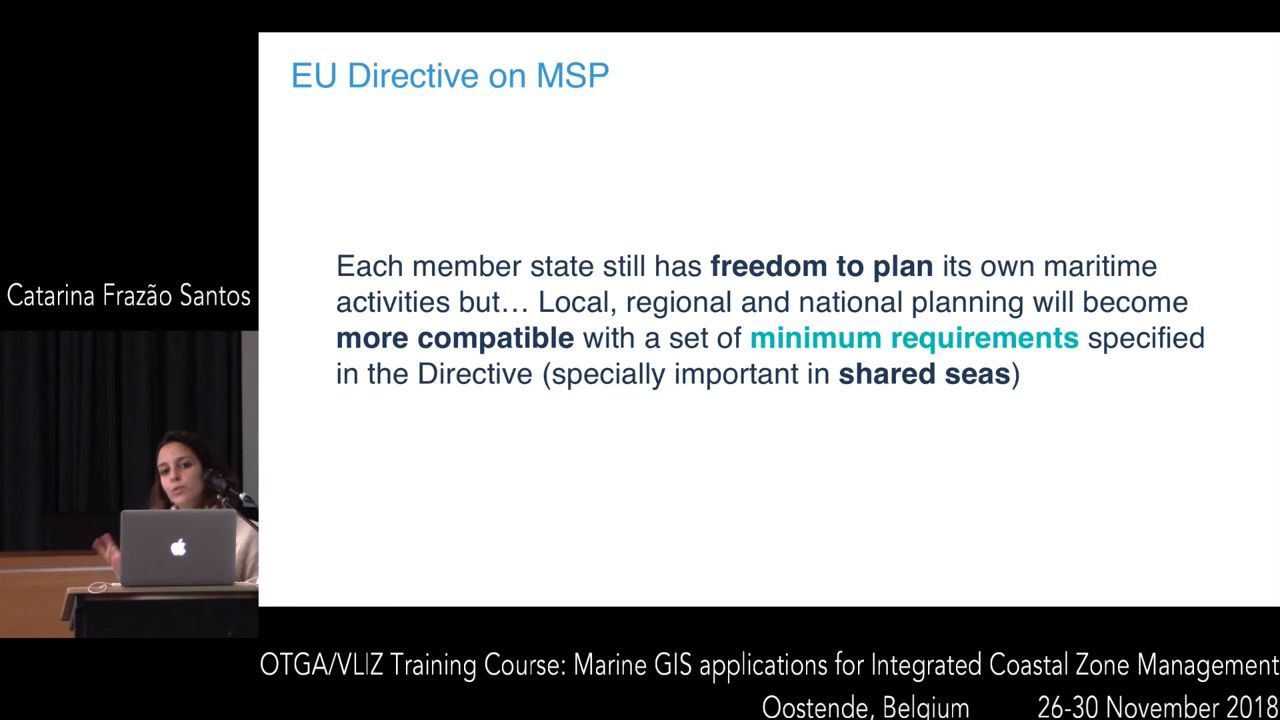 EU Directive on MSP
Each member state still has freedom to plan its own maritime
activities but… Local, regional and national planning will become
more compatible with a set of minimum requirements specified
in the Directive (specially important in shared seas)
Catarina Frazão Santos
OTGA/VLIZ Training Course: Marine GIS applications for Integrated Coastal Zone Management
Oostende, Belgium 26-30 November 2018